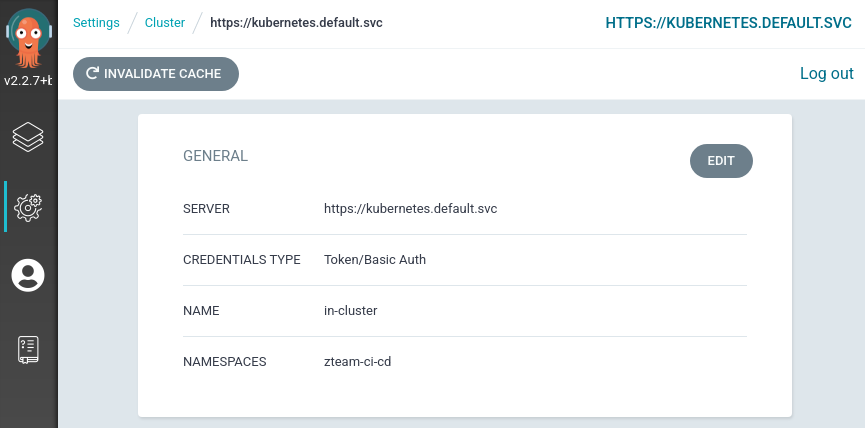 Settings / Cluster / https://kubernetes.default.svc
HTTPS://KUBERNETES.DEFAULT.SVC
v2.2.7+b
INVALIDATE CACHE
Log out
GENERAL
EDIT
SERVER https://kubernetes.default.svc
CREDENTIALS TYPE Token/Basic Auth
NAME in-cluster
NAMESPACES zteam-ci-cd